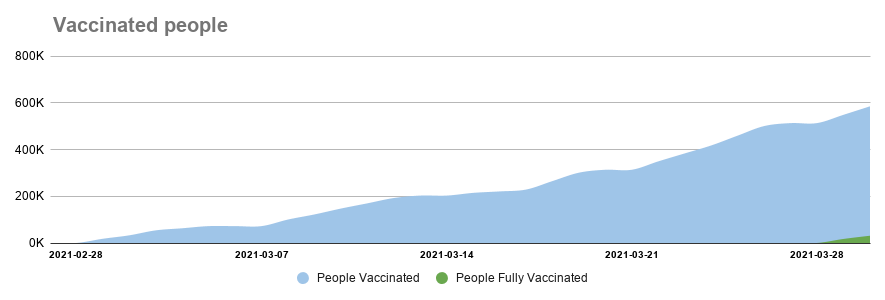 Vaccinated people
800K
600K
400K
200K
0K
2021-02-28 2021-03-07 2021-03-14 2021-03-21 2021-03-28
People Vaccinated People Fully Vaccinated